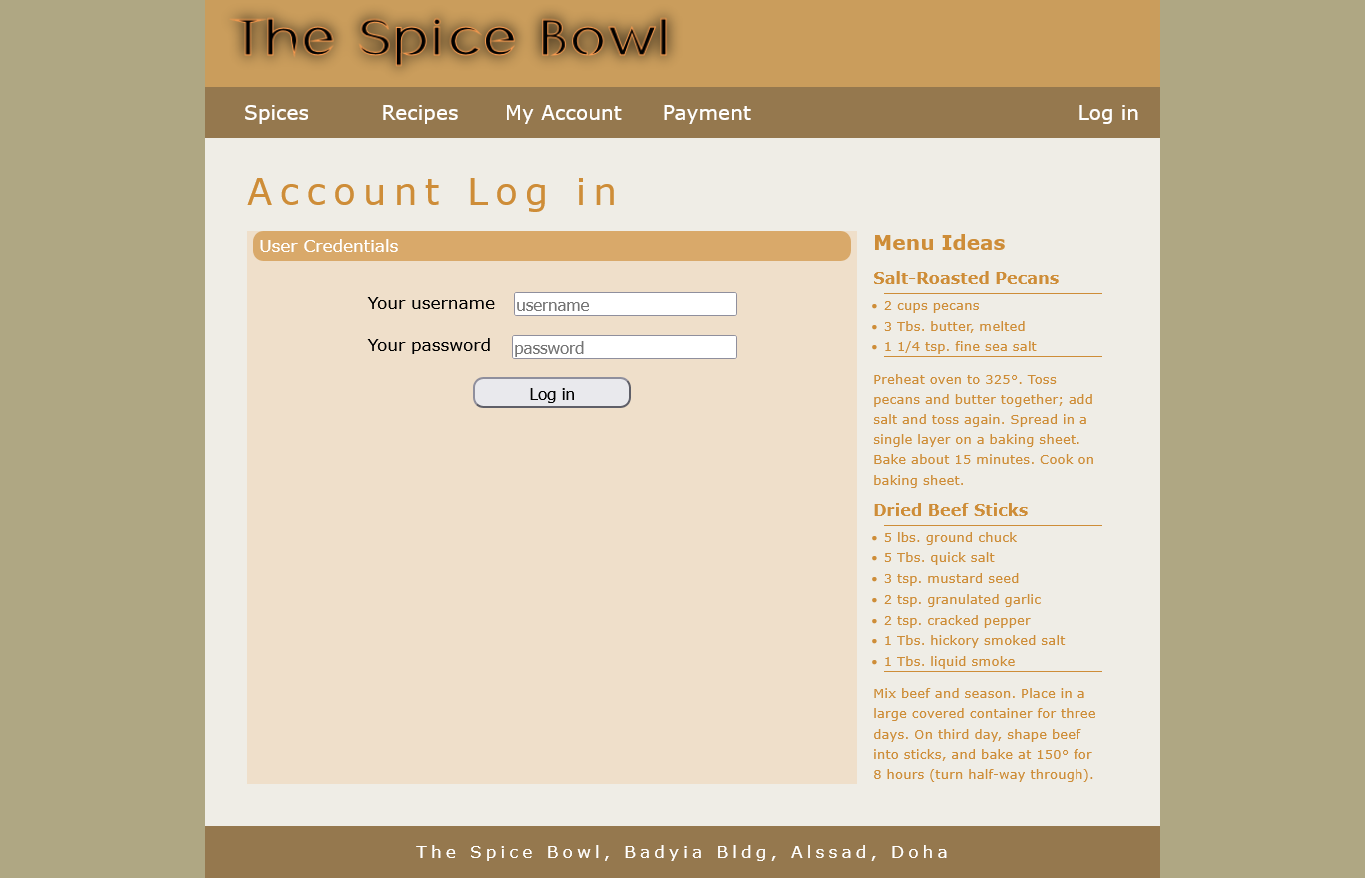 The Spice Bowl
Spices Recipes My Account Payment Log in
Account Log in
User Credentials
Your username username
Your password password
Log in
Menu Ideas
Salt-Roasted Pecans
• 2 cups pecans
• 3 Tbs. butter, melted
• 1 1/4 tsp. fine sea salt
Preheat oven to 325°. Toss
pecans and butter together; add
salt and toss again. Spread in a
single layer on a baking sheet.
Bake about 15 minutes. Cook on
baking sheet.
Dried Beef Sticks
• 5 lbs. ground chuck
• 5 Tbs. quick salt
• 3 tsp. mustard seed
• 2 tsp. granulated garlic
• 2 tsp. cracked pepper
• 1 Tbs. hickory smoked salt
• 1 Tbs. liquid smoke
Mix beef and season. Place in a
large covered container for three
days. On third day, shape beef
into sticks, and bake at 150° for
8 hours (turn half-way through).
The Spice Bowl, Badyia Bldg, Alssad, Doha